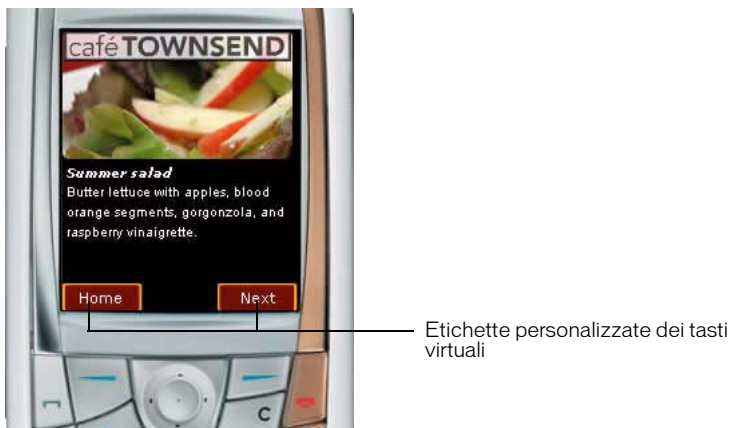 café TOWNSEND
Summer salad
Butter lettuce with apples, blood
orange segments, gorgonzola, and
raspberry vinaigrette.
Home Next
Etichette personalizzate dei tasti
virtuali
C